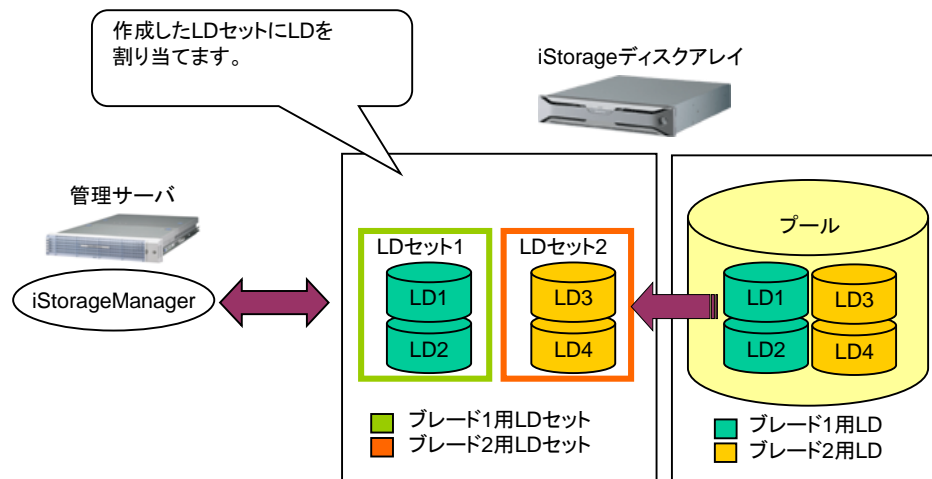 作成したLDセットにLDを
割り当てます。
iStorageディスクアレイ
管理サーバ
iStorageManager
LDセット1
LD1
LD2
LDセット2
LD3
LD4
ブレード1用LDセット
ブレード2用LDセット
プール
LD1
LD2
LD3
LD4
ブレード1用LD
ブレード2用LD